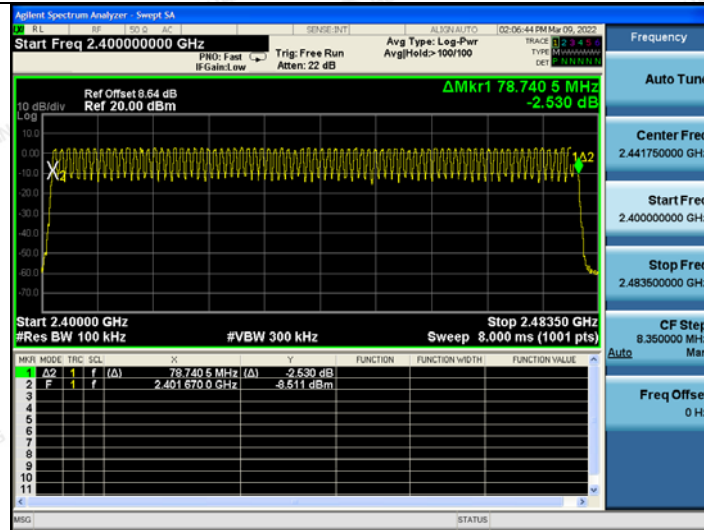 Agilent Spectrum Analyzer - Swept SA
RL RF 50 Ω AC SENSE:INT ALIGNAUTO 02:06:44 PM Mar 09, 2022
Start Freq 2.400000000 GHz
PNO: Fast
IFGain:Low
Trig: Free Run
Atten: 22 dB
Avg Type: Log-Pwr
Avg|Hold:>100/100
TRACE 1 2 3 4 5 6
TYPE M
DET P N N N N N
Ref Offset 8.64 dB
10 dB/div Ref 20.00 dBm
ΔMkr1 78.740 5 MHz
-2.530 dB
Log
10.0
0.00
-10.0
-20.0
-30.0
-40.0
-50.0
-60.0
-70.0
2
1Δ2
Start 2.40000 GHz Stop 2.48350 GHz
#Res BW 100 kHz #VBW 300 kHz Sweep 8.000 ms (1001 pts)
MKR MODE TRC SCL X Y FUNCTION FUNCTION WIDTH FUNCTION VALUE
1 Δ2 1 f (Δ) 78.740 5 MHz (Δ) -2.530 dB
2 F 1 f 2.401 670 0 GHz -8.511 dBm
3
4
5
6
7
8
9
10
11
MSG STATUS
Frequency
Auto Tune
Center Freq
2.441750000 GHz
Start Freq
2.400000000 GHz
Stop Freq
2.483500000 GHz
CF Step
8.350000 MHz
Auto Man
Freq Offset
0 Hz